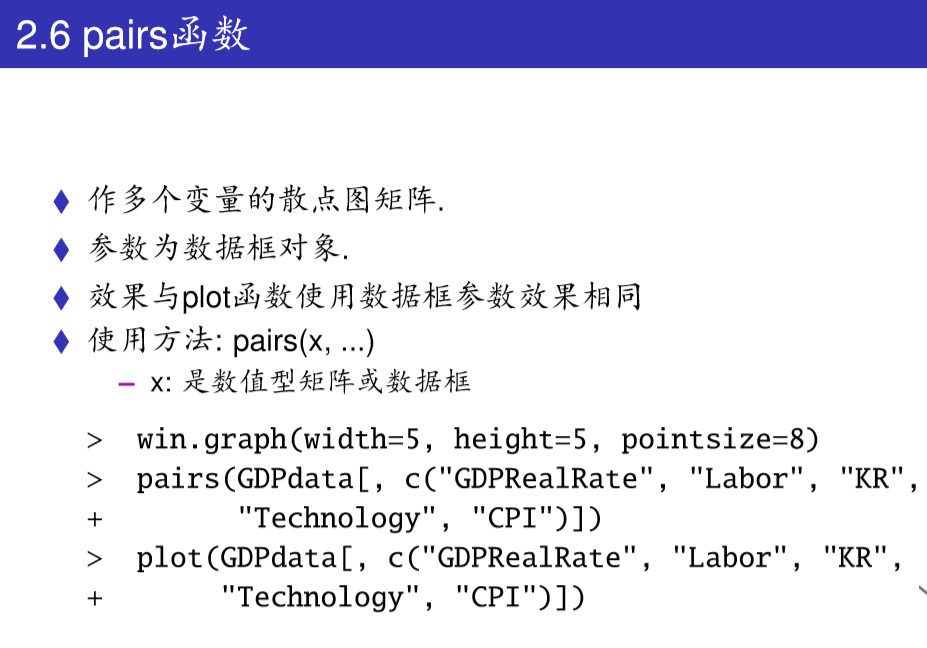 2.6 pairs函数
♦ 作多个变量的散点图矩阵.
♦ 参数为数据框对象.
♦ 效果与plot函数使用数据框参数效果相同
♦ 使用方法: pairs(x, ...)
– x: 是数值型矩阵或数据框
> win.graph(width=5, height=5, pointsize=8)
> pairs(GDPdata[, c("GDPRealRate", "Labor", "KR",
+ "Technology", "CPI")])
> plot(GDPdata[, c("GDPRealRate", "Labor", "KR",
+ "Technology", "CPI")])